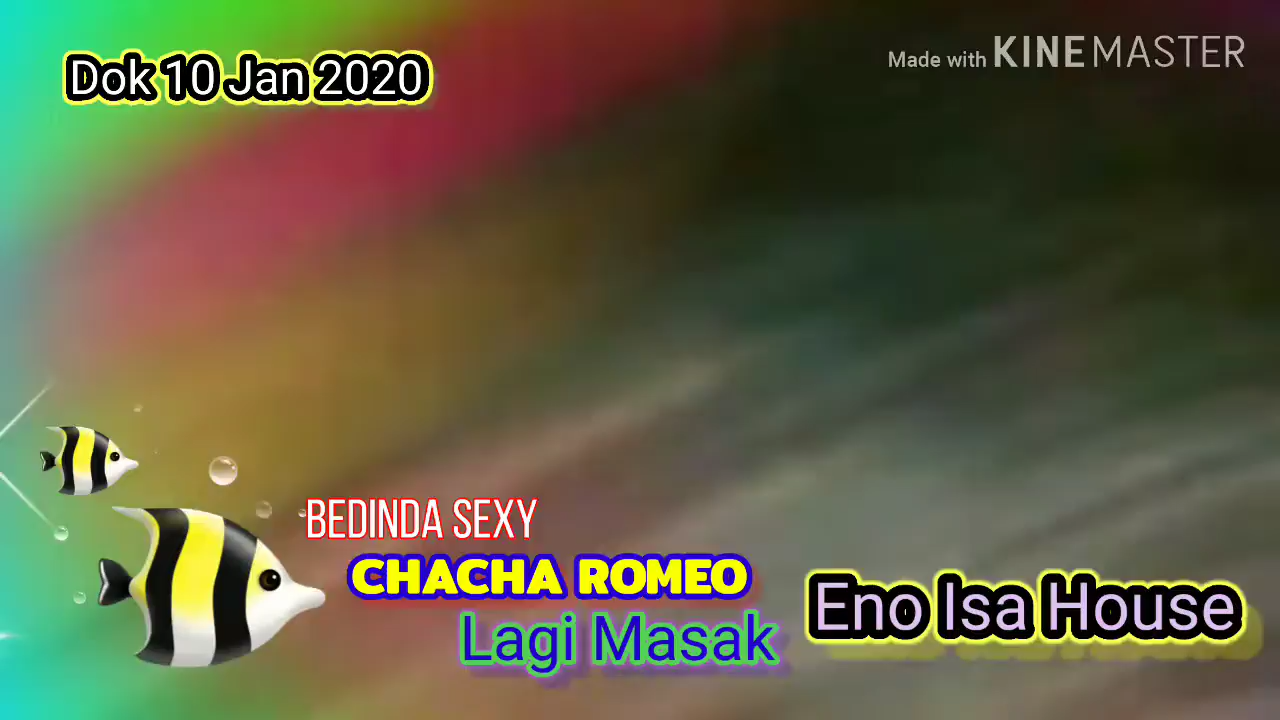 Dok 10 Jan 2020
Made with KINEMASTER
BEDINDA SEXY
CHACHA ROMEO
Lagi Masak
Eno Isa House